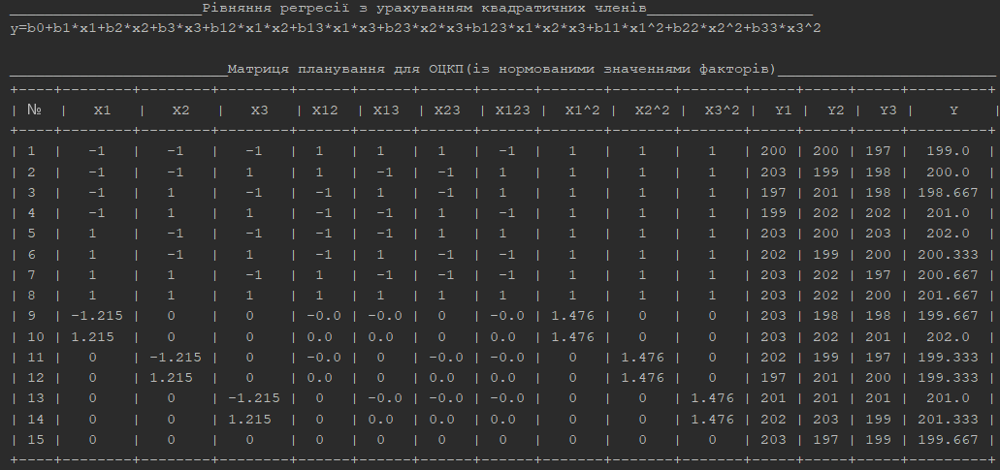 ________________________Рівняння регресії з урахуванням квадратичних членів____________________
y=b0+b1*x1+b2*x2+b3*x3+b12*x1*x2+b13*x1*x3+b23*x2*x3+b123*x1*x2*x3+b11*x1^2+b22*x2^2+b33*x3^2
___________________________Матриця планування для ОЦКП(із нормованими значеннями факторів)___________________________
+----+--------+--------+--------+-------+-------+-------+--------+--------+--------+--------+-----+-----+-----+---------+
| № | X1 | X2 | X3 | X12 | X13 | X23 | X123 | X1^2 | X2^2 | X3^2 | Y1 | Y2 | Y3 | Y |
+----+--------+--------+--------+-------+-------+-------+--------+--------+--------+--------+-----+-----+-----+---------+
| 1 | -1 | -1 | -1 | 1 | 1 | 1 | -1 | 1 | 1 | 1 | 200 | 200 | 197 | 199.0 |
| 2 | -1 | -1 | 1 | 1 | -1 | -1 | 1 | 1 | 1 | 1 | 203 | 199 | 198 | 200.0 |
| 3 | -1 | 1 | -1 | -1 | 1 | -1 | 1 | 1 | 1 | 1 | 197 | 201 | 198 | 198.667 |
| 4 | -1 | 1 | 1 | -1 | -1 | 1 | -1 | 1 | 1 | 1 | 199 | 202 | 202 | 201.0 |
| 5 | 1 | -1 | -1 | -1 | -1 | 1 | 1 | 1 | 1 | 1 | 203 | 200 | 203 | 202.0 |
| 6 | 1 | -1 | 1 | -1 | 1 | -1 | -1 | 1 | 1 | 1 | 202 | 199 | 200 | 200.333 |
| 7 | 1 | 1 | -1 | 1 | -1 | -1 | -1 | 1 | 1 | 1 | 203 | 202 | 197 | 200.667 |
| 8 | 1 | 1 | 1 | 1 | 1 | 1 | 1 | 1 | 1 | 1 | 203 | 202 | 200 | 201.667 |
| 9 | -1.215 | 0 | 0 | -0.0 | -0.0 | 0 | -0.0 | 1.476 | 0 | 0 | 203 | 198 | 198 | 199.667 |
| 10 | 1.215 | 0 | 0 | 0.0 | 0.0 | 0 | 0.0 | 1.476 | 0 | 0 | 203 | 202 | 201 | 202.0 |
| 11 | 0 | -1.215 | 0 | -0.0 | 0 | -0.0 | -0.0 | 0 | 1.476 | 0 | 202 | 199 | 197 | 199.333 |
| 12 | 0 | 1.215 | 0 | 0.0 | 0 | 0.0 | 0.0 | 0 | 1.476 | 0 | 197 | 201 | 200 | 199.333 |
| 13 | 0 | 0 | -1.215 | 0 | -0.0 | -0.0 | -0.0 | 0 | 0 | 1.476 | 201 | 201 | 201 | 201.0 |
| 14 | 0 | 0 | 1.215 | 0 | 0.0 | 0.0 | 0.0 | 0 | 0 | 1.476 | 202 | 203 | 199 | 201.333 |
| 15 | 0 | 0 | 0 | 0 | 0 | 0 | 0 | 0 | 0 | 0 | 203 | 197 | 199 | 199.667 |
+----+--------+--------+--------+-------+-------+-------+--------+--------+--------+--------+-----+-----+-----+---------+